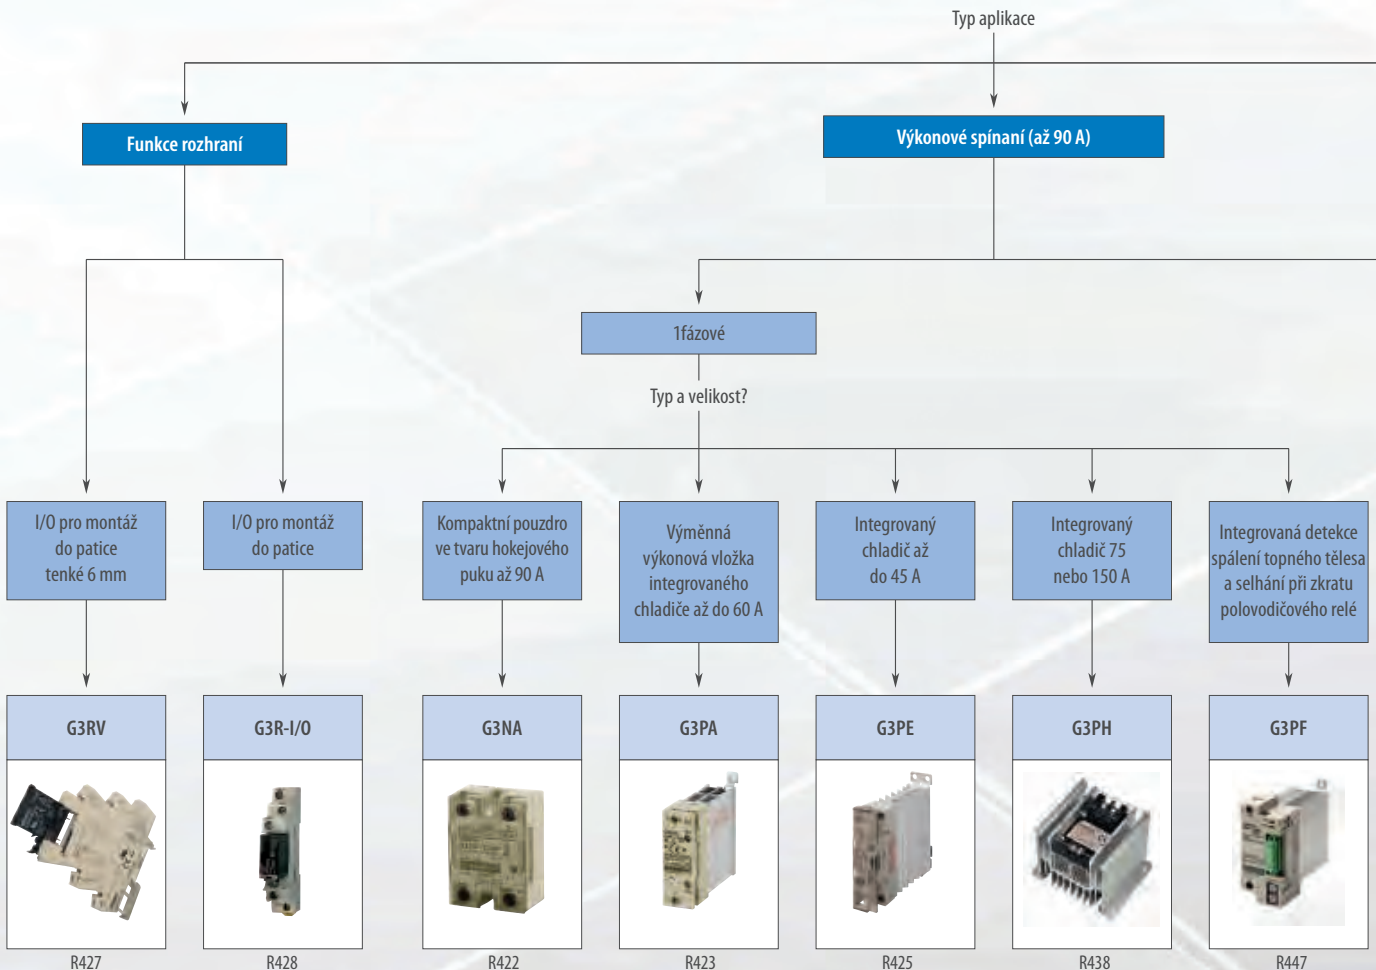 Typ aplikace
Funkce rozhraní
Výkonové spínaní (až 90 A)
1fázové
Typ a velikost?
I/O pro montáž
do patice
tenké 6 mm
I/O pro montáž
do patice
Kompaktní pouzdro
ve tvaru hokejového
puku až 90 A
Výměnná
výkonová vložka
integrovaného
chladiče až do 60 A
Integrovaný
chladič až
do 45 A
Integrovaný
chladič 75
nebo 150 A
Integrovaná detekce
spálení topného tělesa
a selhání při zkratu
polovodičového relé
G3RV
G3R-I/O
G3NA
G3PA
G3PE
G3PH
G3PF
R427
R428
R422
R423
R425
R438
R447